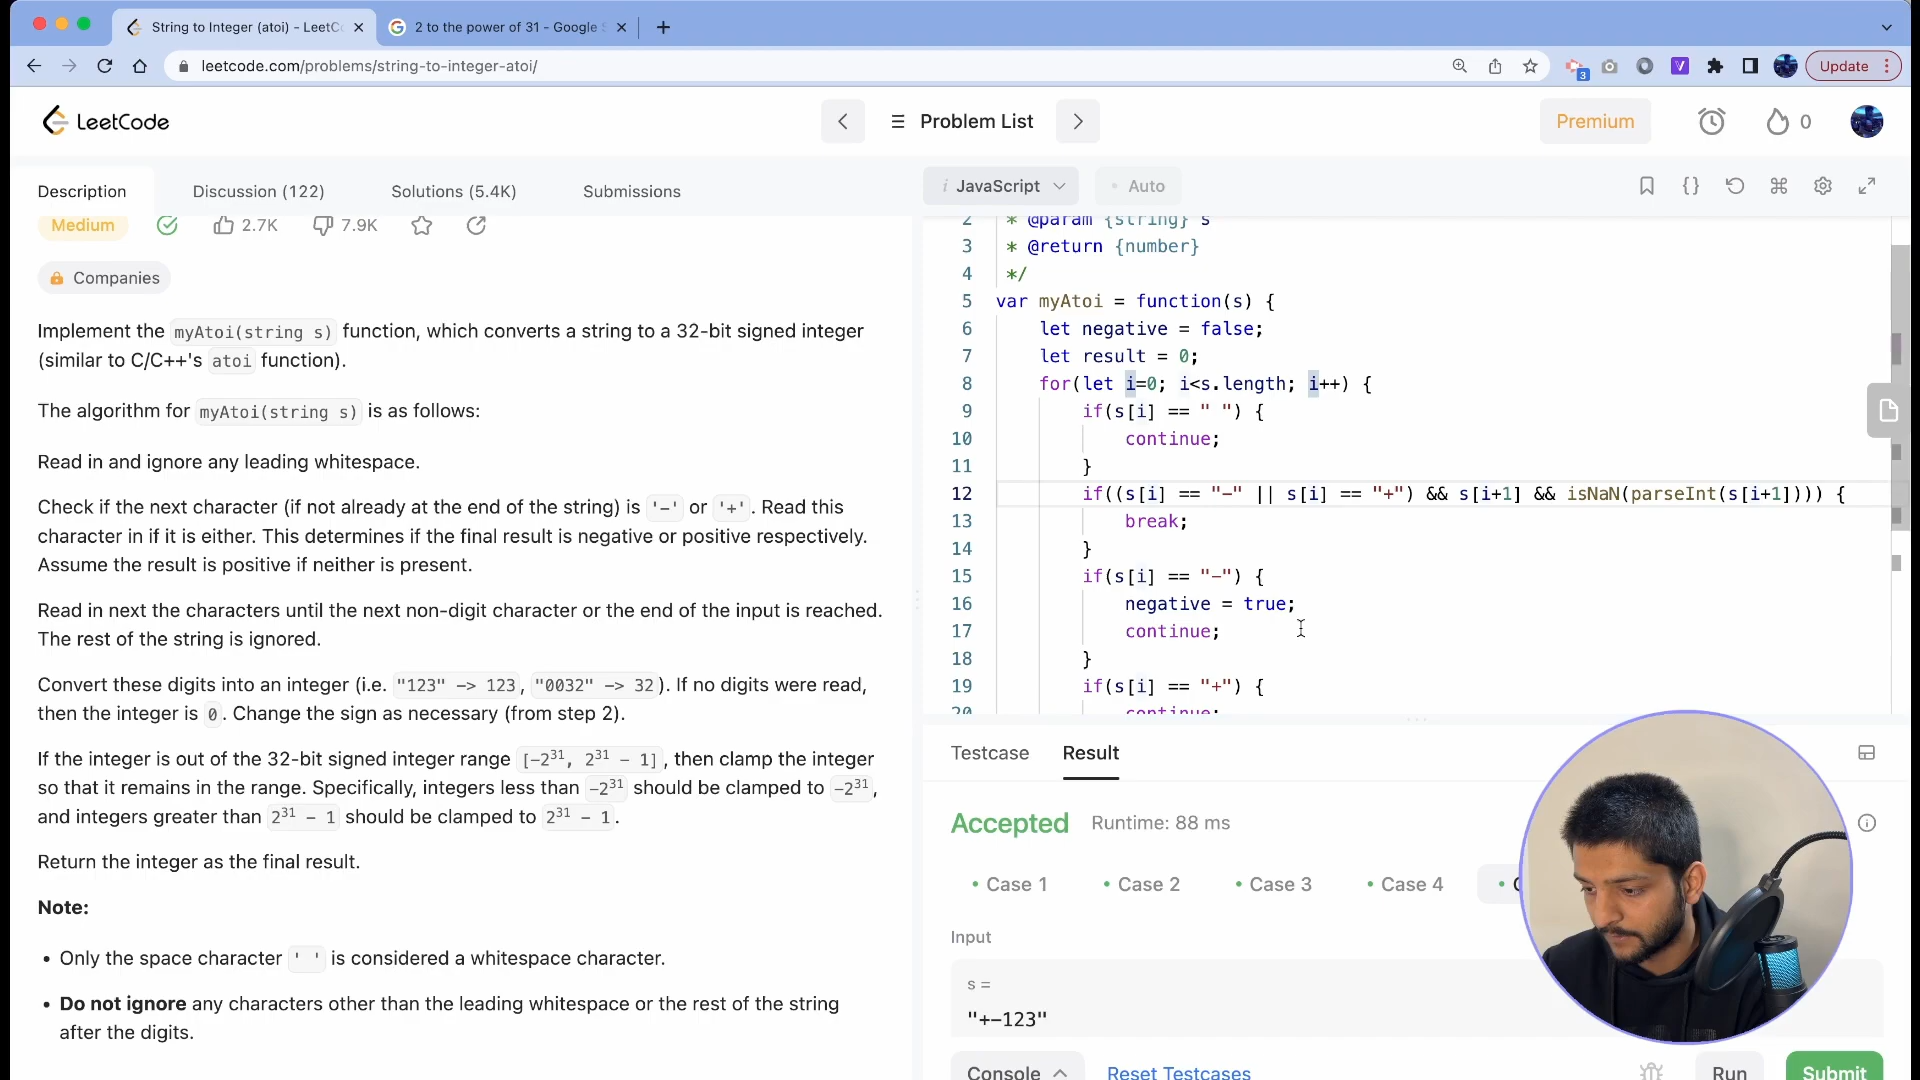 String to Integer (atoi) - LeetC
2 to the power of 31 - Google
leetcode.com/problems/string-to-integer-atoi/
3
Update
LeetCode
Problem List
Premium
0
Description
Discussion (122)
Solutions (5.4K)
Submissions
Medium
2.7K
7.9K
Companies
Implement the myAtoi(string s) function, which converts a string to a 32-bit signed integer
(similar to C/C++'s atoi function).
The algorithm for myAtoi(string s) is as follows:
Read in and ignore any leading whitespace.
Check if the next character (if not already at the end of the string) is '-' or '+'. Read this
character in if it is either. This determines if the final result is negative or positive respectively.
Assume the result is positive if neither is present.
Read in next the characters until the next non-digit character or the end of the input is reached.
The rest of the string is ignored.
Convert these digits into an integer (i.e. "123" -> 123, "0032" -> 32). If no digits were read,
then the integer is 0. Change the sign as necessary (from step 2).
If the integer is out of the 32-bit signed integer range [-2³¹, 2³¹ - 1], then clamp the integer
so that it remains in the range. Specifically, integers less than -2³¹ should be clamped to -2³¹,
and integers greater than 2³¹ - 1 should be clamped to 2³¹ - 1.
Return the integer as the final result.
Note:
• Only the space character ' ' is considered a whitespace character.
• Do not ignore any characters other than the leading whitespace or the rest of the string
after the digits.
i JavaScript
• Auto
2 * @param {string} s
3 * @return {number}
4 */
5 var myAtoi = function(s) {
6 let negative = false;
7 let result = 0;
8 for(let i=0; i<s.length; i++) {
9 if(s[i] == " ") {
10 continue;
11 }
12 if((s[i] == "-" || s[i] == "+") && s[i+1] && isNaN(parseInt(s[i+1]))) {
13 break;
14 }
15 if(s[i] == "-") {
16 negative = true;
17 continue;
18 }
19 if(s[i] == "+") {
20 continue;
Testcase
Result
Accepted
Runtime: 88 ms
• Case 1
• Case 2
• Case 3
• Case 4
Input
s =
"+-123"
Console
Reset Testcases
Run
Submit